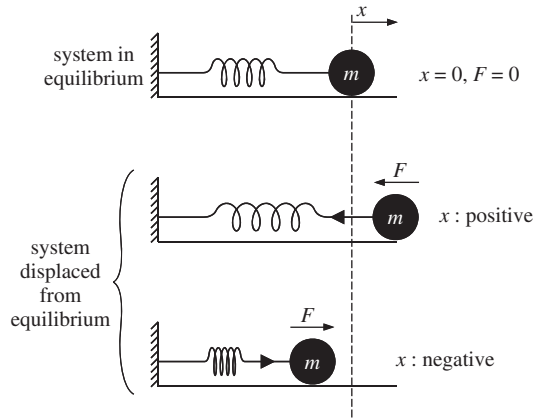 x
system in
equilibrium
m
x = 0, F = 0
F
m
x : positive
system
displaced
from
equilibrium
F
m
x : negative